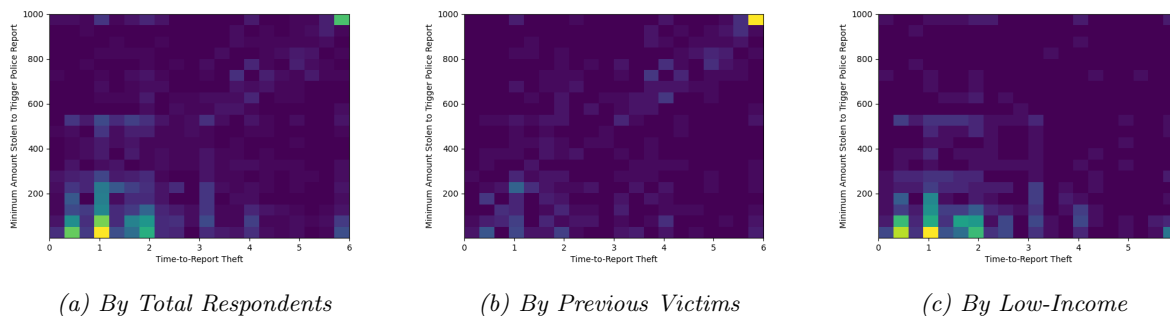 1000
800
600
400
200
0 1 2 3 4 5 6
Minimum Amount Stolen to Trigger Police Report
Time-to-Report Theft
(a) By Total Respondents
1000
800
600
400
200
0 1 2 3 4 5 6
Minimum Amount Stolen to Trigger Police Report
Time-to-Report Theft
(b) By Previous Victims
1000
800
600
400
200
0 1 2 3 4 5
Minimum Amount Stolen to Trigger Police Report
Time-to-Report Theft
(c) By Low-Income